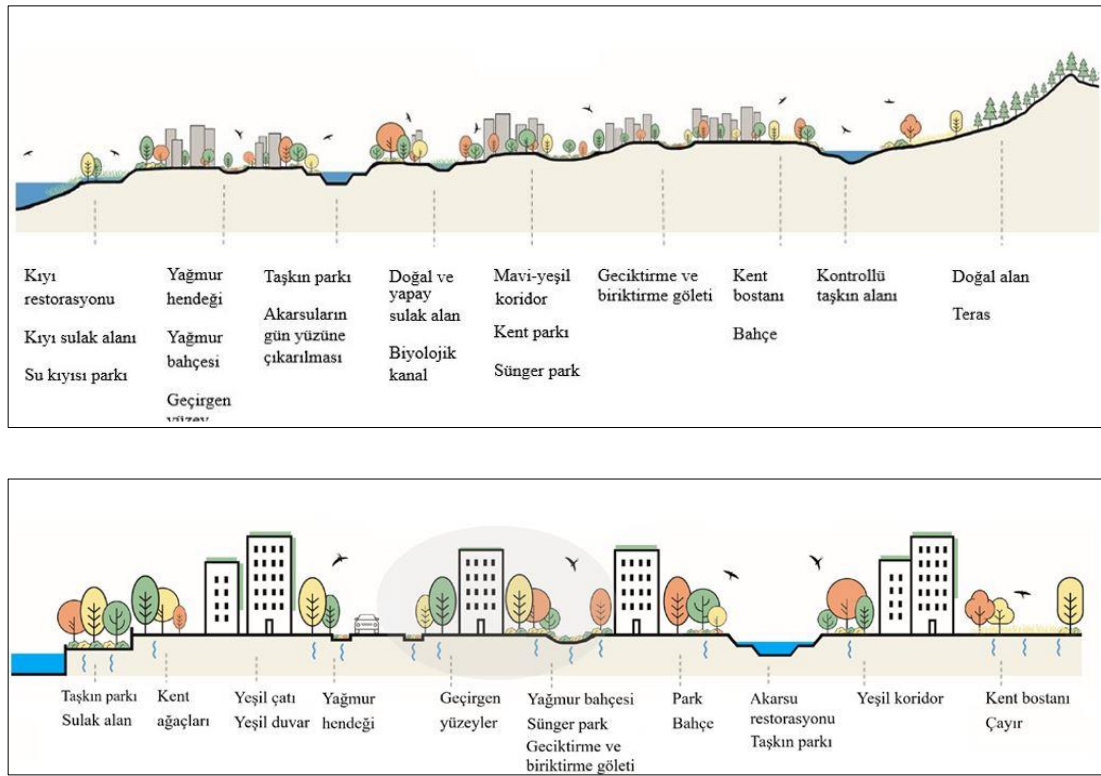 Kıyı
restorasyonu
Kıyı sulak alanı
Su kıyısı parkı
Yağmur
hendeği
Yağmur
bahçesi
Geçirgen
yüzey
Taşkın parkı
Akarsuların
gün yüzüne
çıkarılması
Doğal ve
yapay
sulak alan
Biyolojik
kanal
Mavi-yeşil
koridor
Kent parkı
Sünger park
Geciktirme ve
biriktirme göleti
Kent
bostanı
Bahçe
Kontrollü
taşkın alanı
Doğal alan
Teras
Taşkın parkı
Sulak alan
Kent
ağaçları
Yeşil çatı
Yeşil duvar
Yağmur
hendeği
Geçirgen
yüzeyler
Yağmur bahçesi
Sünger park
Geciktirme ve
biriktirme göleti
Park
Bahçe
Akarsu
restorasyonu
Taşkın parkı
Yeşil koridor
Kent bostanı
Çayır